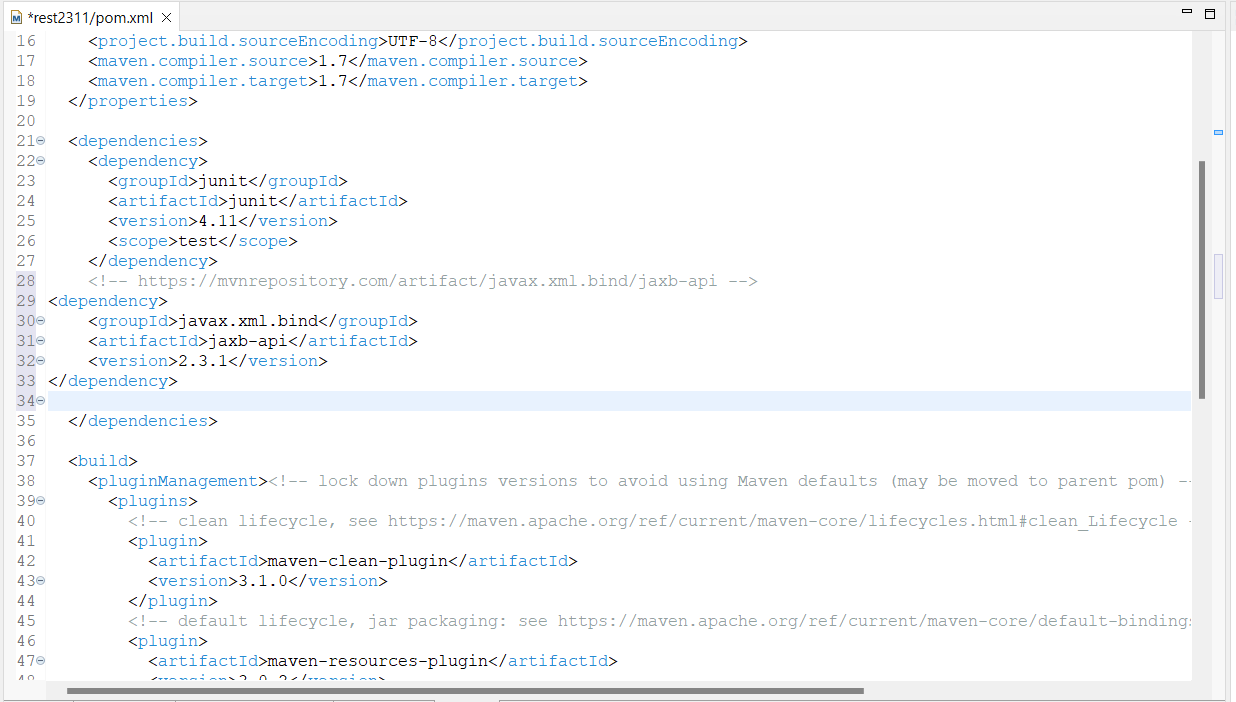 *rest2311/pom.xml
16 <project.build.sourceEncoding>UTF-8</project.build.sourceEncoding>
17 <maven.compiler.source>1.7</maven.compiler.source>
18 <maven.compiler.target>1.7</maven.compiler.target>
19 </properties>
20
21 <dependencies>
22 <dependency>
23 <groupId>junit</groupId>
24 <artifactId>junit</artifactId>
25 <version>4.11</version>
26 <scope>test</scope>
27 </dependency>
28 <!-- https://mvnrepository.com/artifact/javax.xml.bind/jaxb-api -->
29 <dependency>
30 <groupId>javax.xml.bind</groupId>
31 <artifactId>jaxb-api</artifactId>
32 <version>2.3.1</version>
33 </dependency>
34
35 </dependencies>
36
37 <build>
38 <pluginManagement><!-- lock down plugins versions to avoid using Maven defaults (may be moved to parent pom) --
39 <plugins>
40 <!-- clean lifecycle, see https://maven.apache.org/ref/current/maven-core/lifecycles.html#clean_Lifecycle -
41 <plugin>
42 <artifactId>maven-clean-plugin</artifactId>
43 <version>3.1.0</version>
44 </plugin>
45 <!-- default lifecycle, jar packaging: see https://maven.apache.org/ref/current/maven-core/default-bindings
46 <plugin>
47 <artifactId>maven-resources-plugin</artifactId>
48 <version>3.0.2</version>